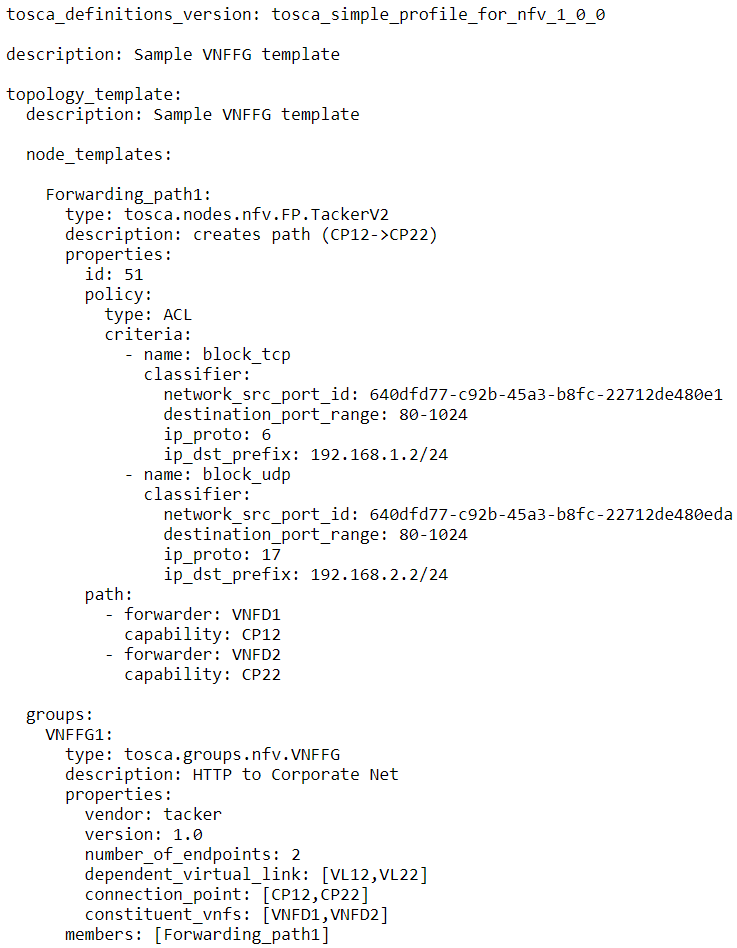 tosca_definitions_version: tosca_simple_profile_for_nfv_1_0_0

description: Sample VNFFG template

topology_template:
  description: Sample VNFFG template

  node_templates:

    Forwarding_path1:
      type: tosca.nodes.nfv.FP.TackerV2
      description: creates path (CP12->CP22)
      properties:
        id: 51
        policy:
          type: ACL
          criteria:
            - name: block_tcp
              classifier:
                network_src_port_id: 640dfd77-c92b-45a3-b8fc-22712de480e1
                destination_port_range: 80-1024
                ip_proto: 6
                ip_dst_prefix: 192.168.1.2/24
            - name: block_udp
              classifier:
                network_src_port_id: 640dfd77-c92b-45a3-b8fc-22712de480eda
                destination_port_range: 80-1024
                ip_proto: 17
                ip_dst_prefix: 192.168.2.2/24
        path:
          - forwarder: VNFD1
            capability: CP12
          - forwarder: VNFD2
            capability: CP22

  groups:
    VNFFG1:
      type: tosca.groups.nfv.VNFFG
      description: HTTP to Corporate Net
      properties:
        vendor: tacker
        version: 1.0
        number_of_endpoints: 2
        dependent_virtual_link: [VL12,VL22]
        connection_point: [CP12,CP22]
        constituent_vnfs: [VNFD1,VNFD2]
      members: [Forwarding_path1]